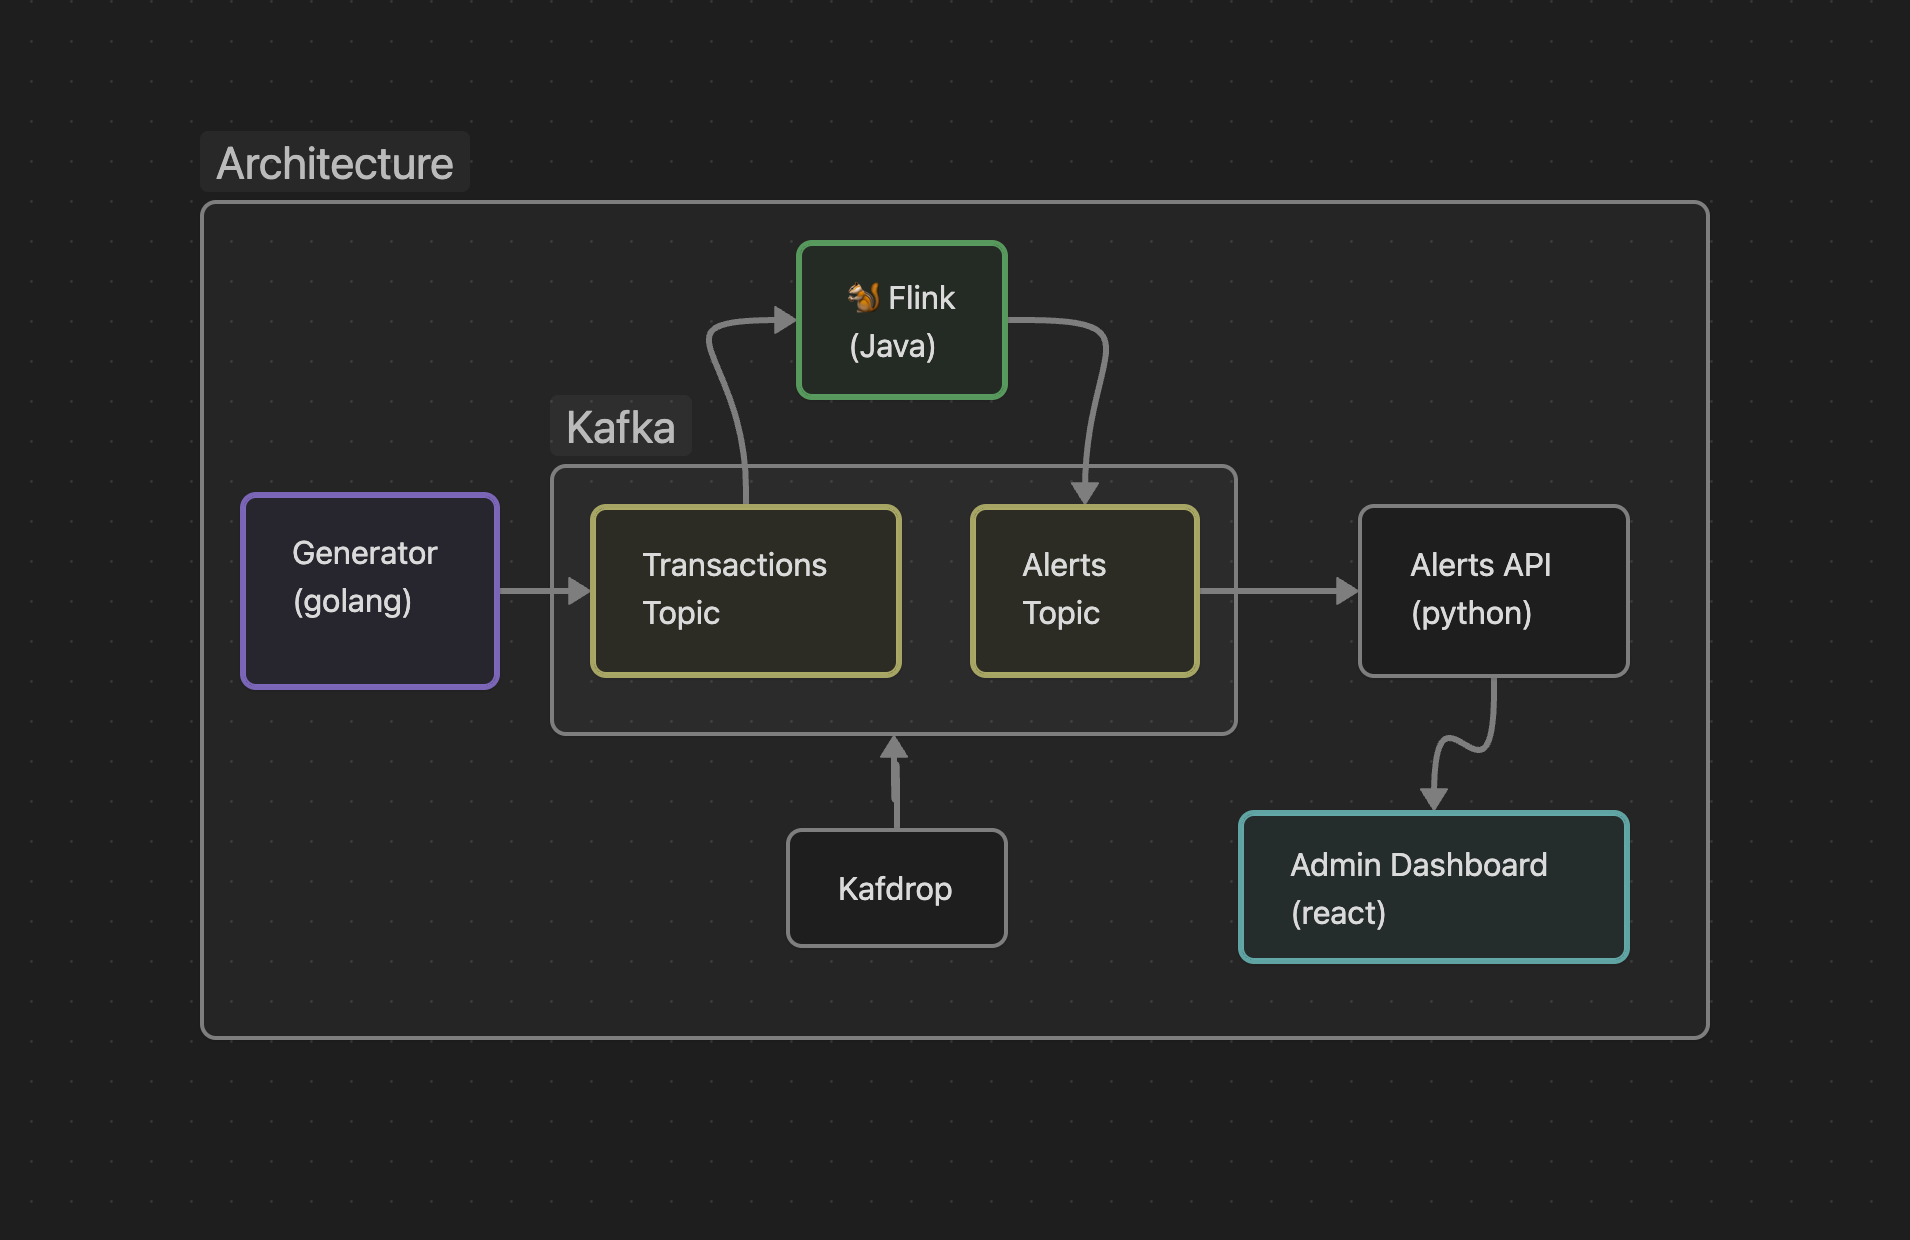 Architecture
🐿️ Flink
(Java)
Kafka
Generator
(golang)
Transactions
Topic
Alerts
Topic
Alerts API
(python)
Kafdrop
Admin Dashboard
(react)